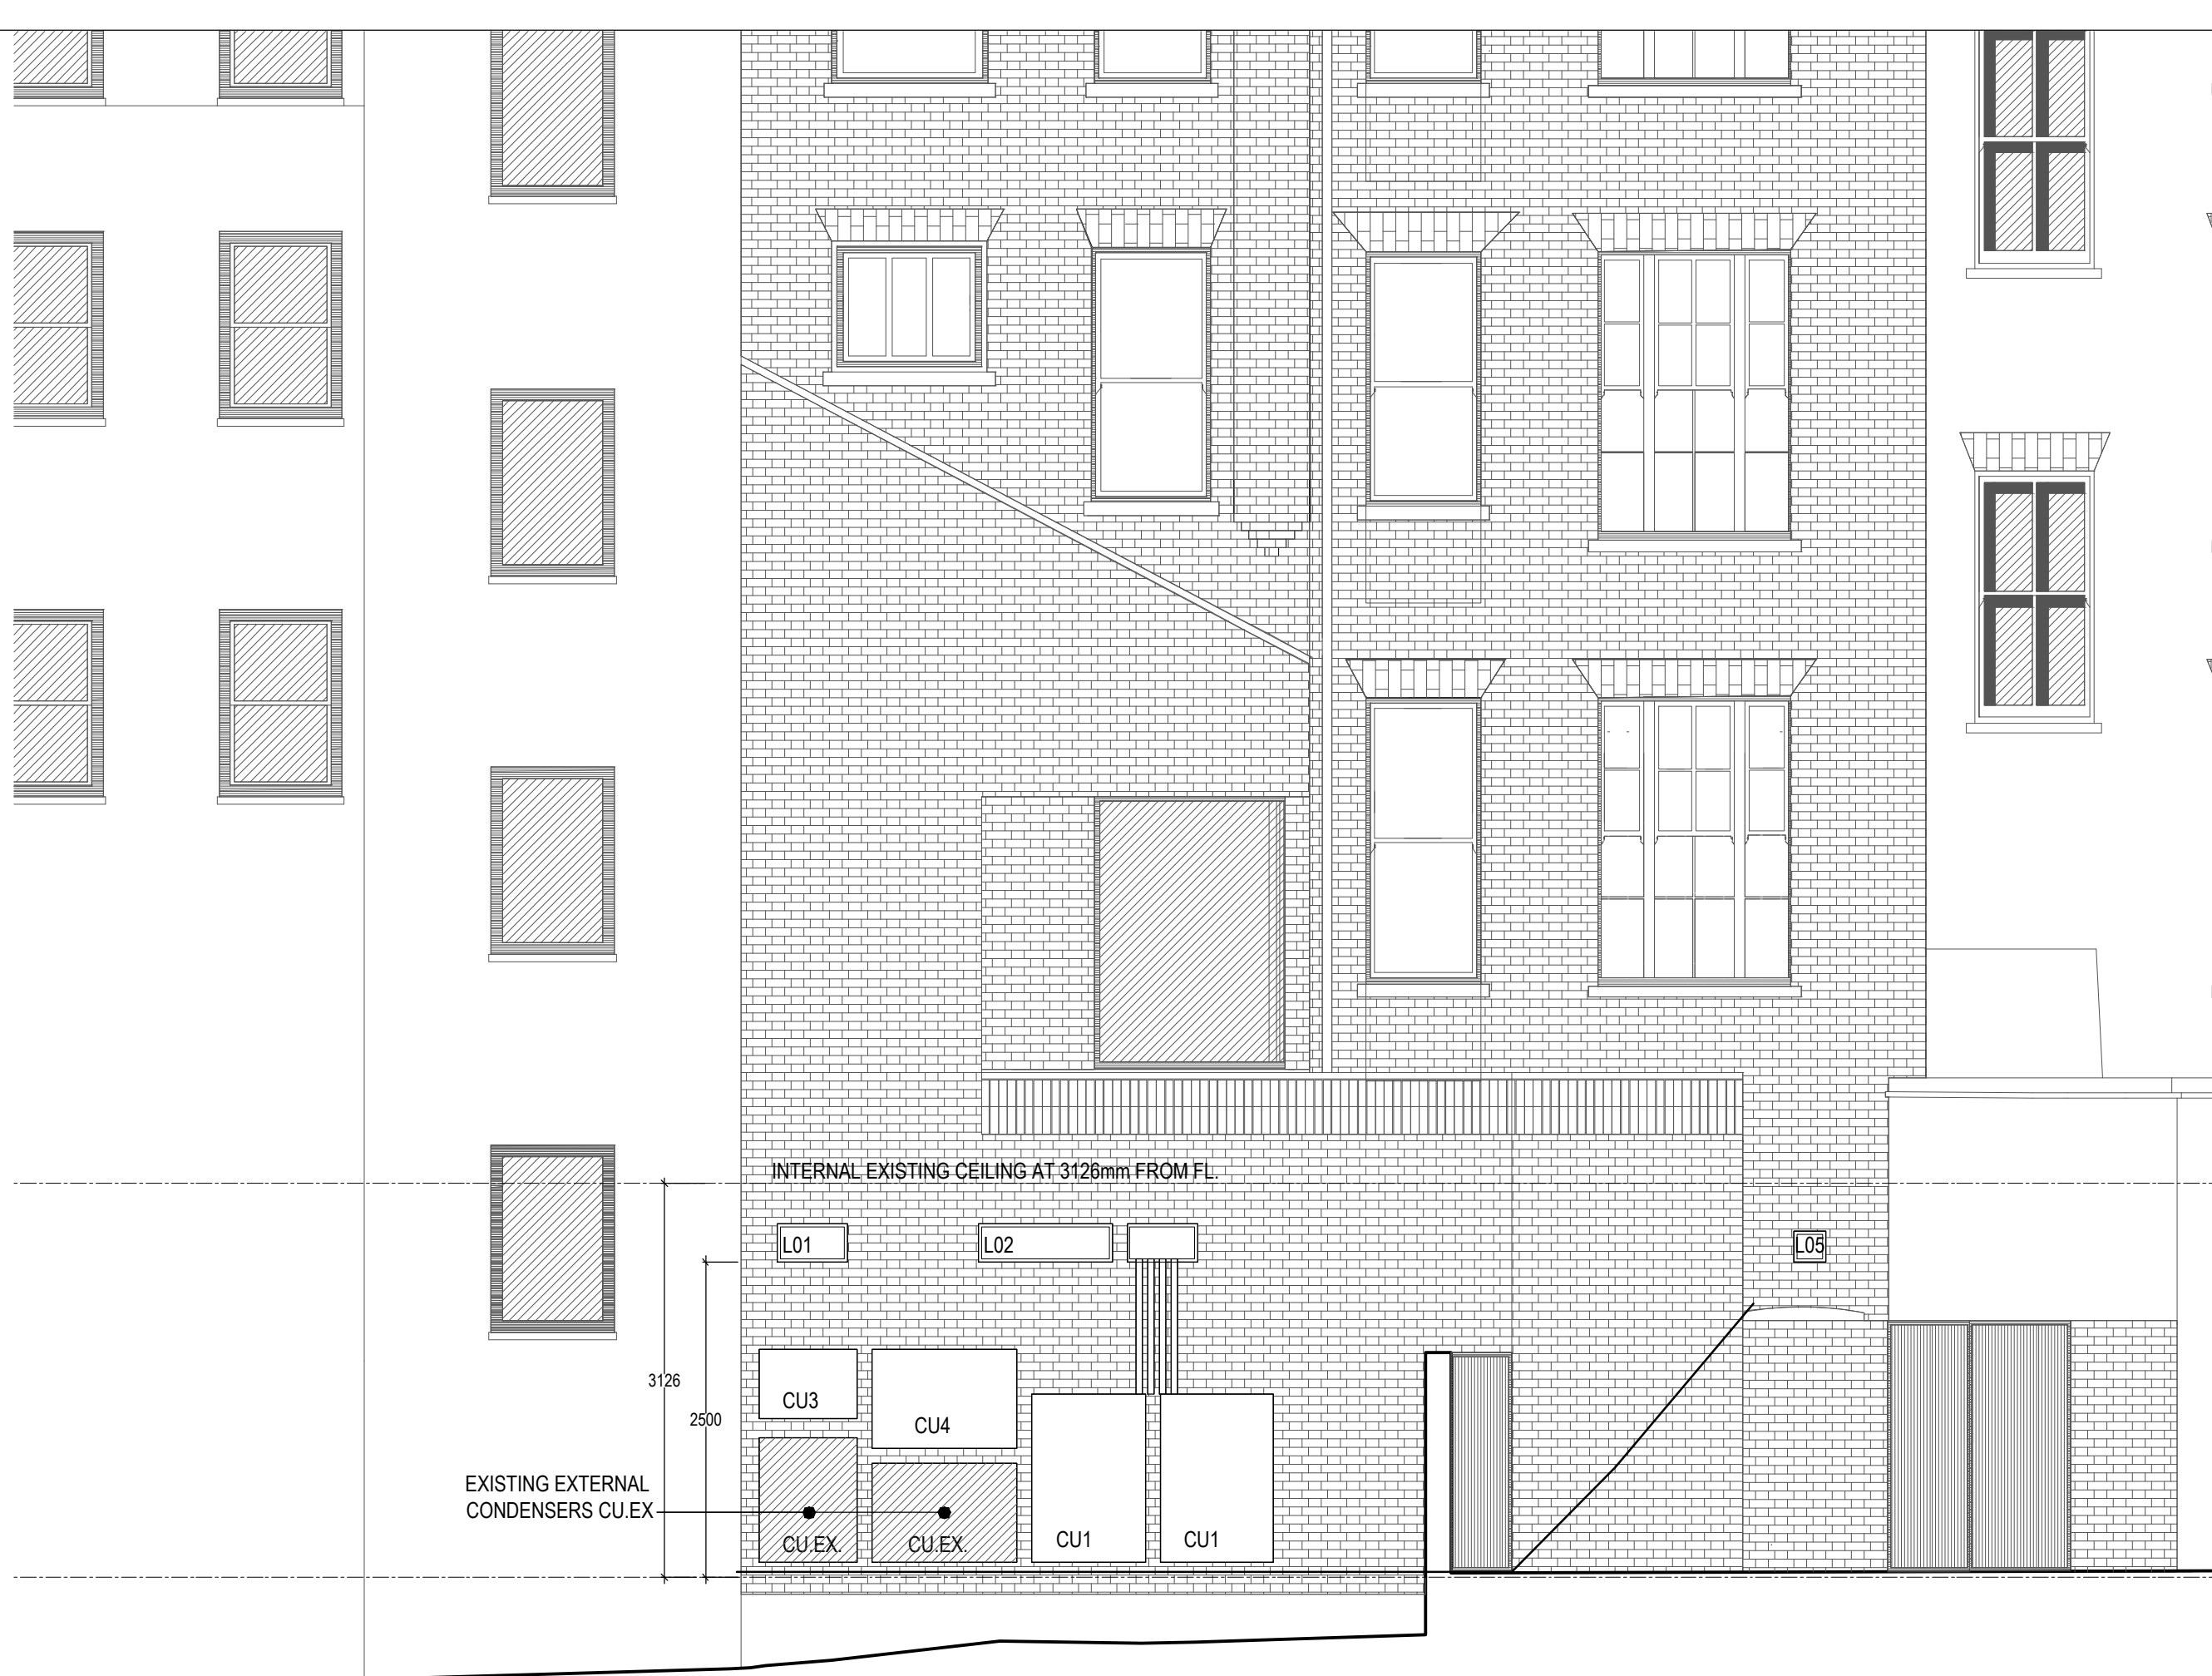 INTERNAL EXISTING CEILING AT 3126mm FROM FL.
L01
L02
L05
3126
2500
CU3
CU4
EXISTING EXTERNAL
CONDENSERS CU.EX
CU.EX.
CU.EX.
CU1
CU1